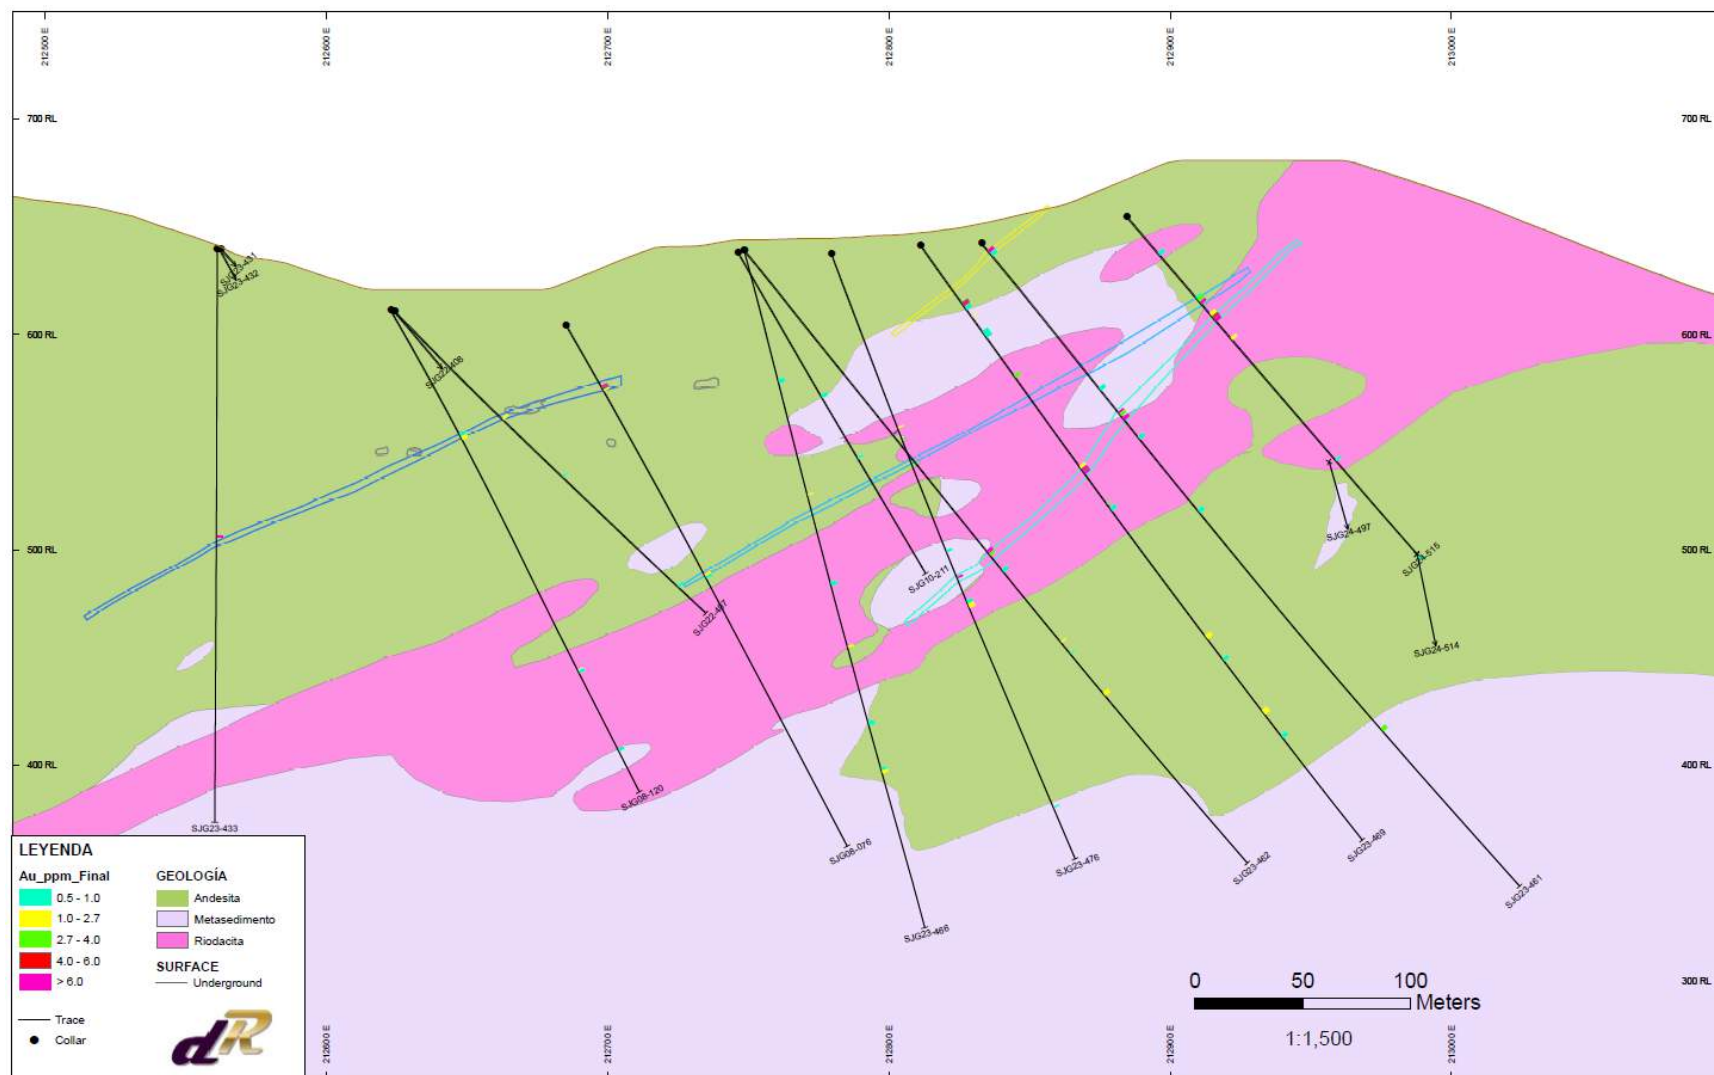 212500 E
212600 E
212700 E
212800 E
212900 E
213000 E
700 RL
700 RL
SJG23-431
SJG23-432
600 RL
600 RL
SJG22-408
500 RL
500 RL
SJG24-497
SJG24-515
SJG10-211
SJG22-407
SJG24-514
400 RL
400 RL
SJG08-120
SJG23-433
SJG08-076
SJG23-476
SJG23-462
SJG23-469
SJG23-461
SJG23-466
LEYENDA
Au_ppm_Final
0.5 - 1.0
1.0 - 2.7
2.7 - 4.0
4.0 - 6.0
> 6.0
Trace
Collar
GEOLOGÍA
Andesita
Metasedimento
Riodacita
SURFACE
Underground
dR
300 RL
0 50 100
Meters
1:1,500
212600 E
212700 E
212800 E
212900 E
213000 E